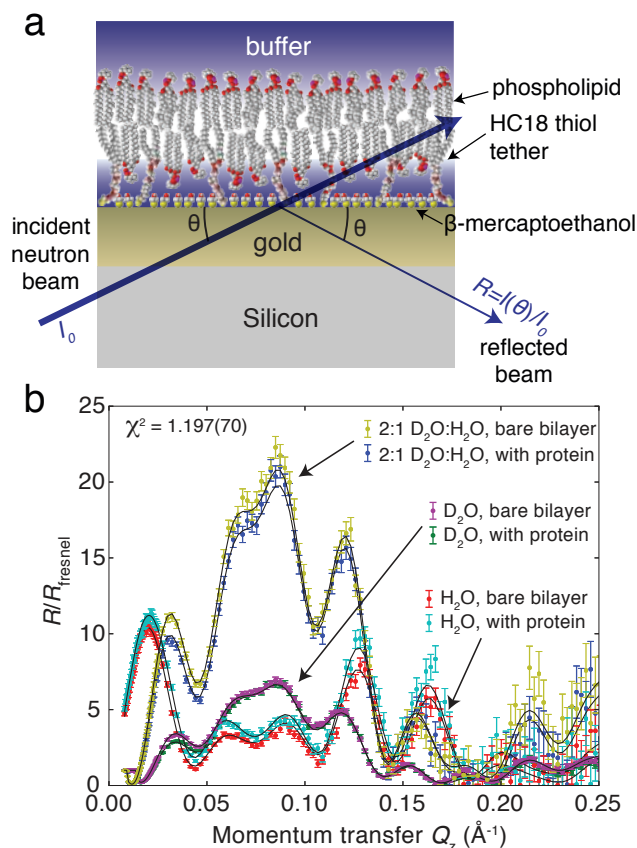 a
buffer
phospholipid
HC18 thiol
tether
β-mercaptoethanol
θ
θ
incident
neutron
beam
gold
I₀
Silicon
R=I(θ)/I₀
reflected
beam
b
χ² = 1.197(70)
2:1 D₂O:H₂O, bare bilayer
2:1 D₂O:H₂O, with protein
D₂O, bare bilayer
D₂O, with protein
H₂O, bare bilayer
H₂O, with protein
R/R_fresnel
25
20
15
10
5
0
0.00
0.05
0.10
0.15
0.20
0.25
Momentum transfer Q_z (Å⁻¹)